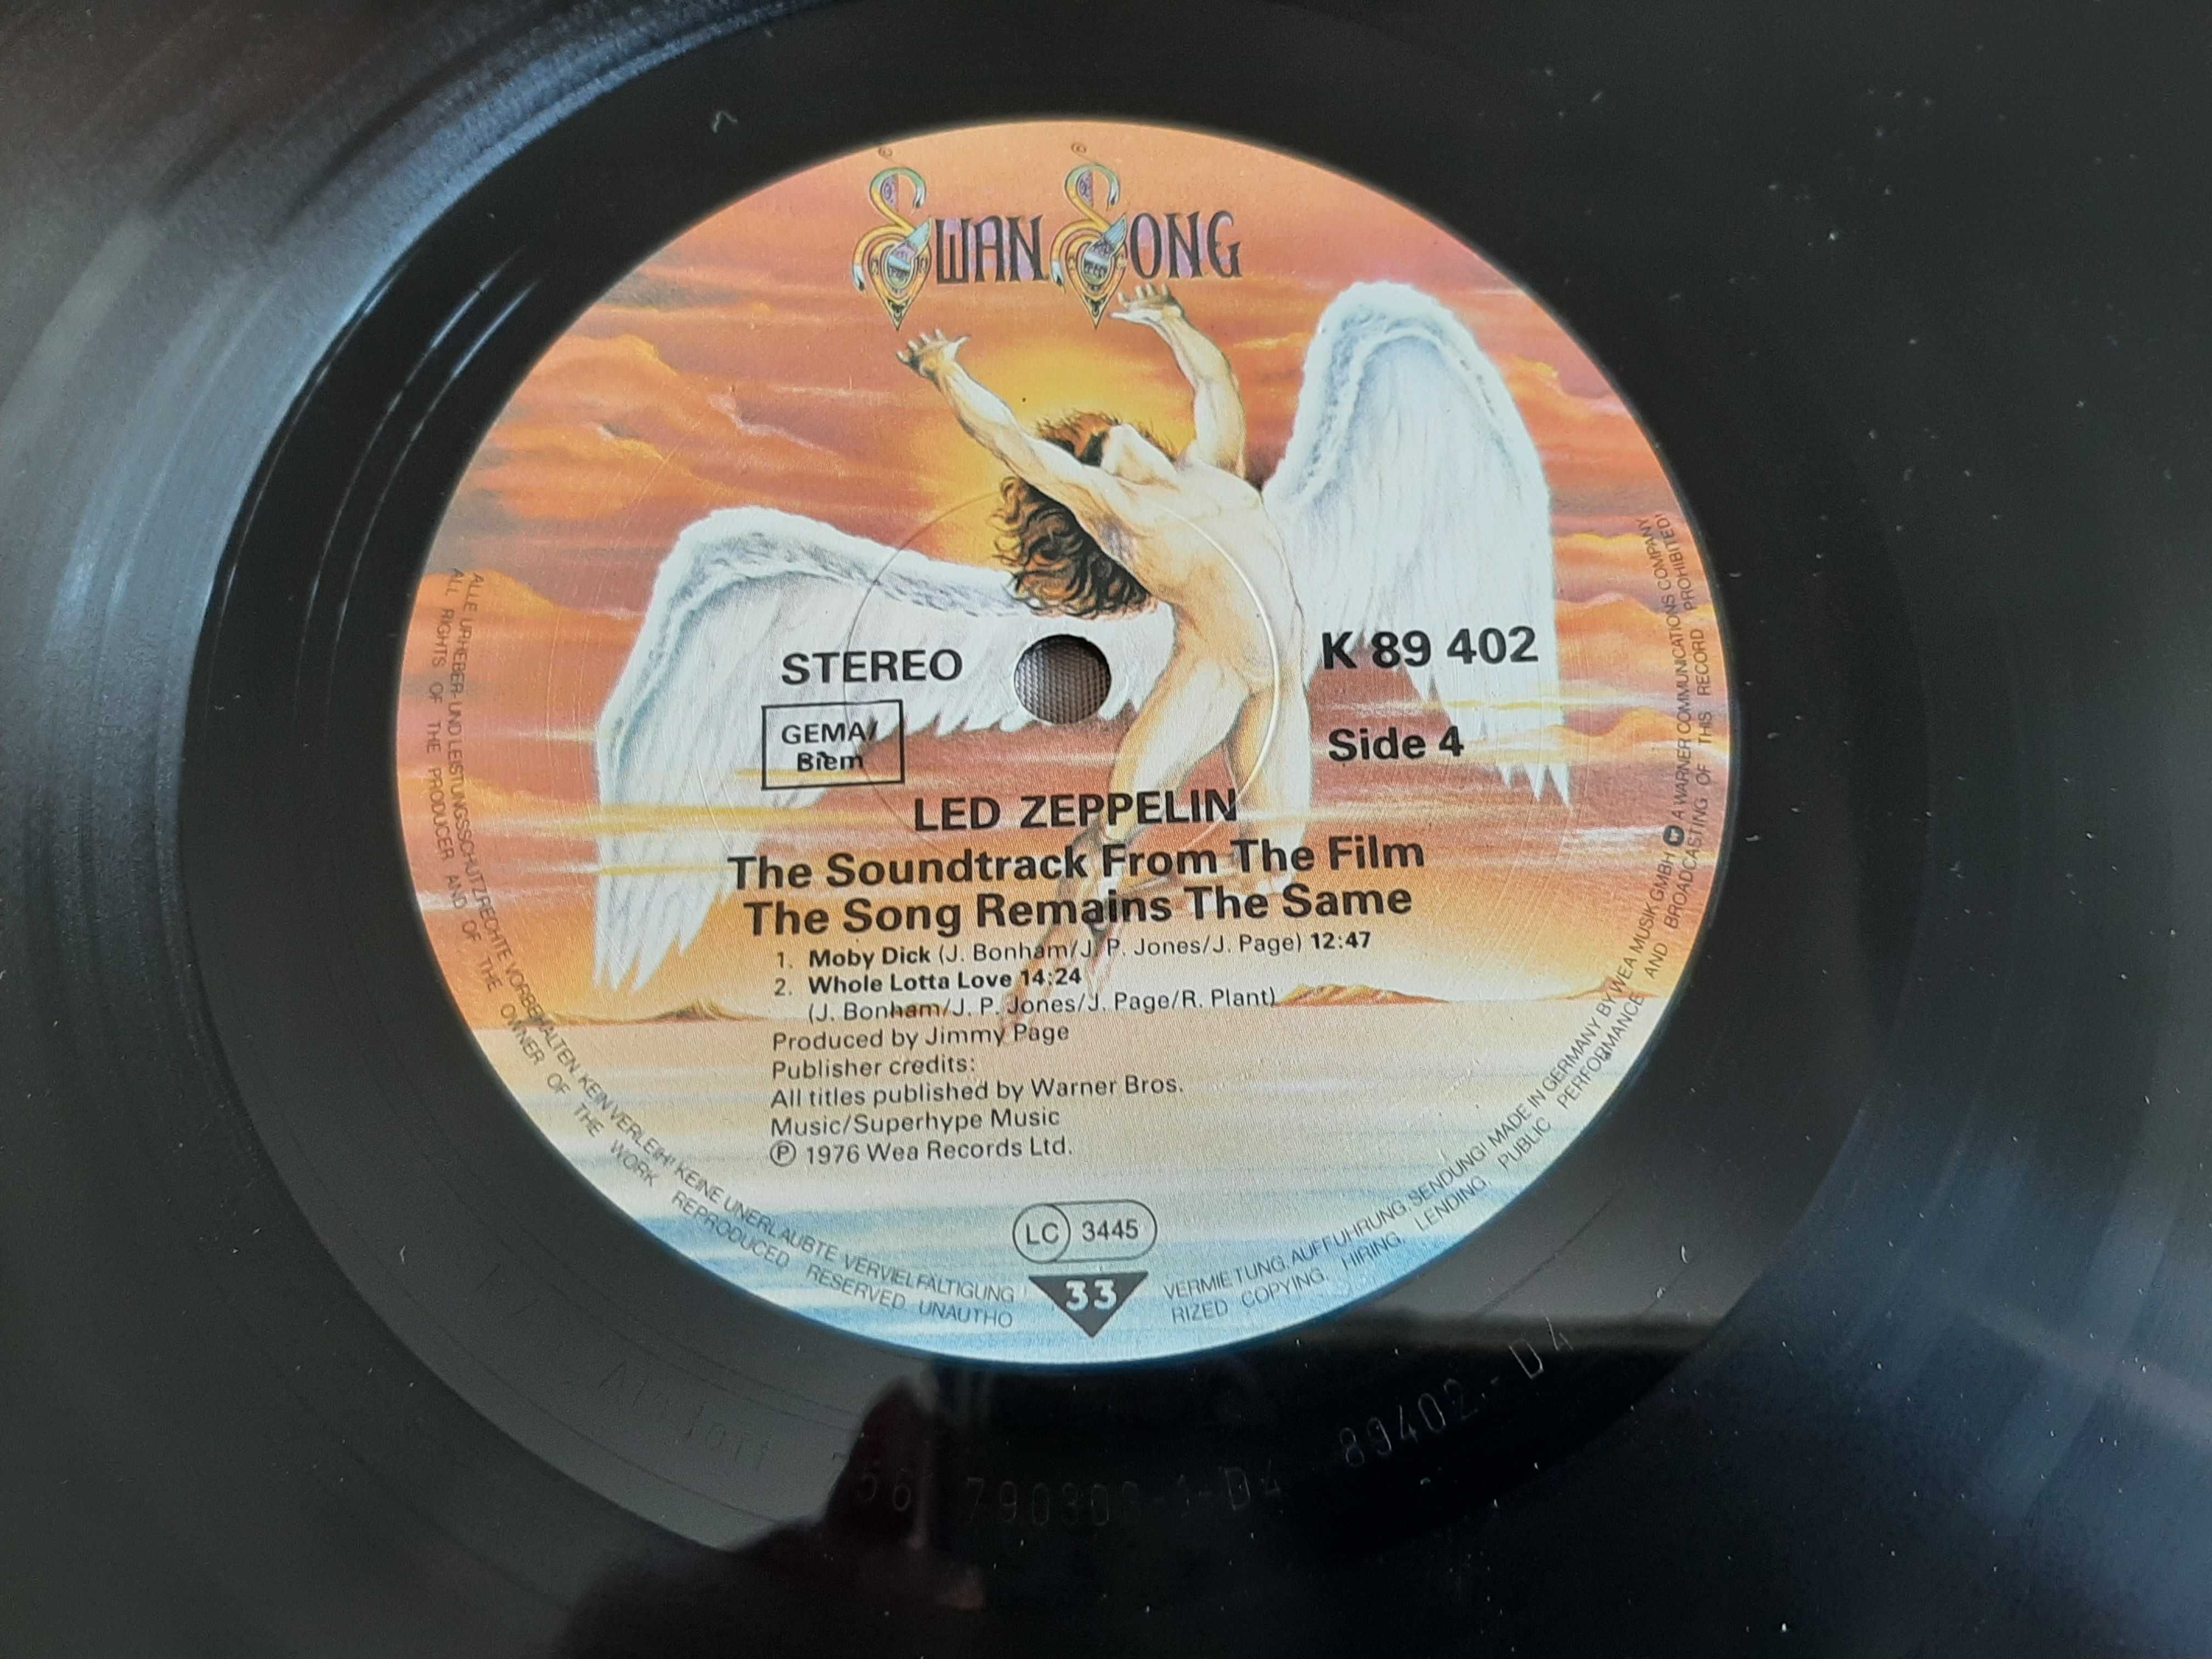 SWAN SONG
STEREO
K 89 402
GEMA/
Biem
Side 4
LED ZEPPELIN
The Soundtrack From The Film
The Song Remains The Same
1. Moby Dick (J. Bonham/J. P. Jones/J. Page) 12:47
2. Whole Lotta Love 14:24
(J. Bonham/J. P. Jones/J. Page/R. Plant)
Produced by Jimmy Page
Publisher credits:
All titles published by Warner Bros.
Music/Superhype Music
Ⓟ 1976 Wea Records Ltd.
LC 3445
33
ALLE URHEBER- UND LEISTUNGSSCHUTZRECHTE VORBEHALTEN. KEIN VERLEIH! KEINE UNERLAUBTE VERVIELFÄLTIGUNG
VERMIETUNG, AUFFÜHRUNG, SENDUNG! MADE IN GERMANY BY WEA MUSIK GMBH A WARNER COMMUNICATIONS COMPANY
ALL RIGHTS OF THE PRODUCER AND OF THE OWNER OF THE WORK REPRODUCED RESERVED. UNAUTHO
RIZED COPYING, HIRING, LENDING, PUBLIC PERFORMANCE AND BROADCASTING OF THIS RECORD PROHIBITED!
Alsdorf
89402 - D4